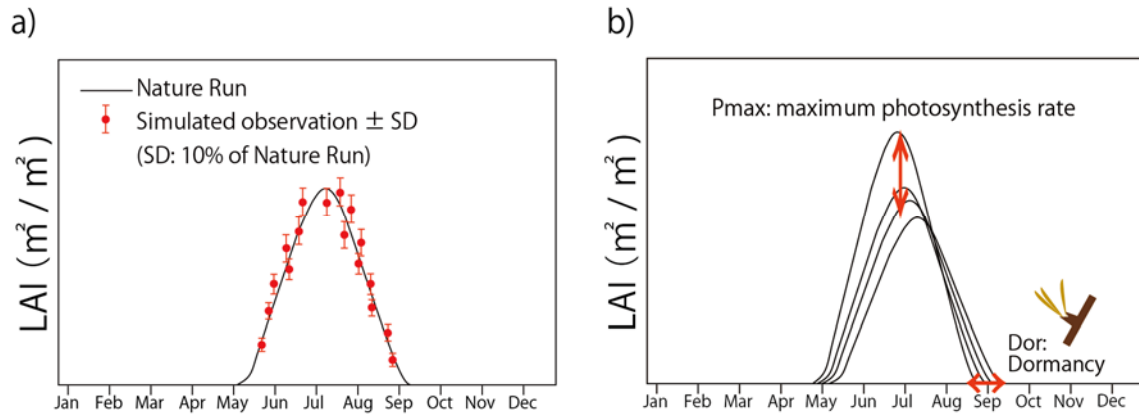 a)
Nature Run
Simulated observation ± SD
(SD: 10% of Nature Run)
LAI (m² / m²)
Jan Feb Mar Apr May Jun Jul Aug Sep Oct Nov Dec
b)
Pmax: maximum photosynthesis rate
LAI (m² / m²)
Dor:
Dormancy
Jan Feb Mar Apr May Jun Jul Aug Sep Oct Nov Dec